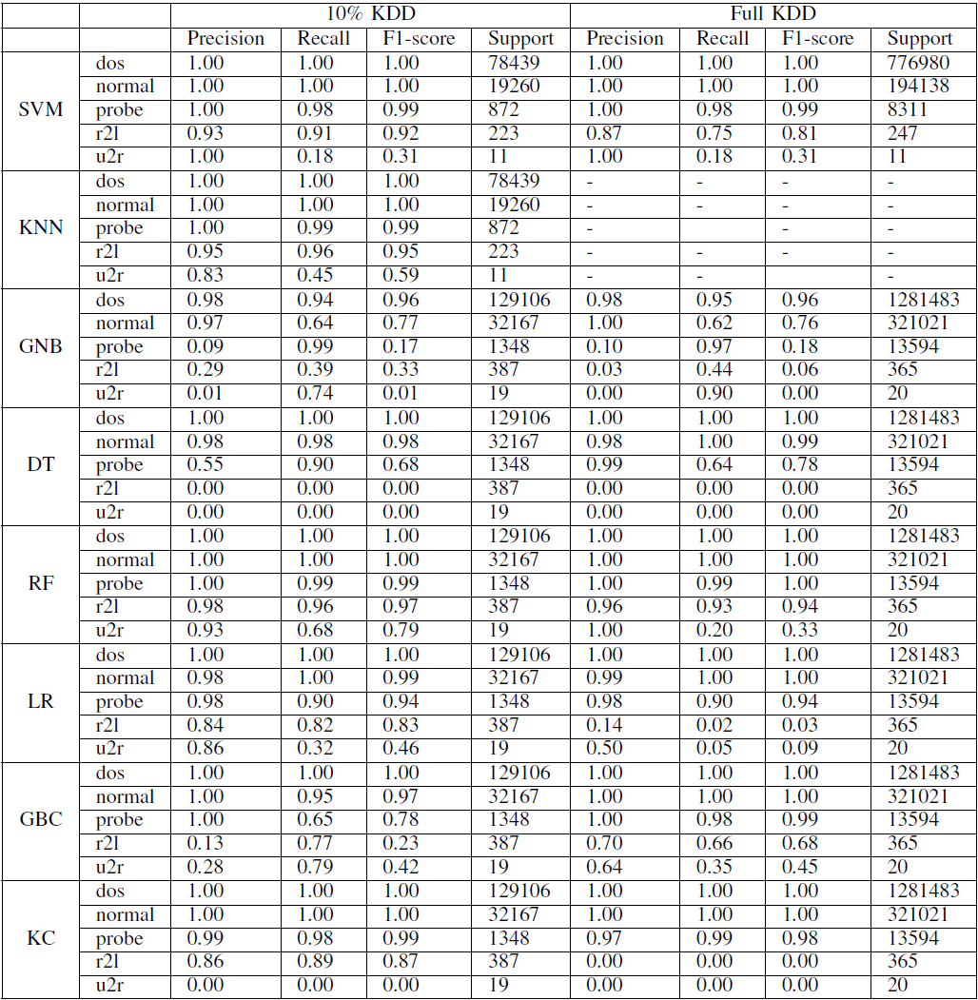 10% KDD Full KDD
Precision Recall F1-score Support Precision Recall F1-score Support
dos 1.00 1.00 1.00 78439 1.00 1.00 1.00 776980
normal 1.00 1.00 1.00 19260 1.00 1.00 1.00 194138
SVM probe 1.00 0.98 0.99 872 1.00 0.98 0.99 8311
r2l 0.93 0.91 0.92 223 0.87 0.75 0.81 247
u2r 1.00 0.18 0.31 11 1.00 0.18 0.31 11
dos 1.00 1.00 1.00 78439 - - - -
normal 1.00 1.00 1.00 19260 - - - -
KNN probe 1.00 0.99 0.99 872 - - -
r2l 0.95 0.96 0.95 223 - - - -
u2r 0.83 0.45 0.59 11 - - -
dos 0.98 0.94 0.96 129106 0.98 0.95 0.96 1281483
normal 0.97 0.64 0.77 32167 1.00 0.62 0.76 321021
GNB probe 0.09 0.99 0.17 1348 0.10 0.97 0.18 13594
r2l 0.29 0.39 0.33 387 0.03 0.44 0.06 365
u2r 0.01 0.74 0.01 19 0.00 0.90 0.00 20
dos 1.00 1.00 1.00 129106 1.00 1.00 1.00 1281483
normal 0.98 0.98 0.98 32167 0.98 1.00 0.99 321021
DT probe 0.55 0.90 0.68 1348 0.99 0.64 0.78 13594
r2l 0.00 0.00 0.00 387 0.00 0.00 0.00 365
u2r 0.00 0.00 0.00 19 0.00 0.00 0.00 20
dos 1.00 1.00 1.00 129106 1.00 1.00 1.00 1281483
normal 1.00 1.00 1.00 32167 1.00 1.00 1.00 321021
RF probe 1.00 0.99 0.99 1348 1.00 0.99 1.00 13594
r2l 0.98 0.96 0.97 387 0.96 0.93 0.94 365
u2r 0.93 0.68 0.79 19 1.00 0.20 0.33 20
dos 1.00 1.00 1.00 129106 1.00 1.00 1.00 1281483
normal 0.98 1.00 0.99 32167 0.99 1.00 1.00 321021
LR probe 0.98 0.90 0.94 1348 0.98 0.90 0.94 13594
r2l 0.84 0.82 0.83 387 0.14 0.02 0.03 365
u2r 0.86 0.32 0.46 19 0.50 0.05 0.09 20
dos 1.00 1.00 1.00 129106 1.00 1.00 1.00 1281483
normal 1.00 0.95 0.97 32167 1.00 1.00 1.00 321021
GBC probe 1.00 0.65 0.78 1348 1.00 0.98 0.99 13594
r2l 0.13 0.77 0.23 387 0.70 0.66 0.68 365
u2r 0.28 0.79 0.42 19 0.64 0.35 0.45 20
dos 1.00 1.00 1.00 129106 1.00 1.00 1.00 1281483
normal 1.00 1.00 1.00 32167 1.00 1.00 1.00 321021
KC probe 0.99 0.98 0.99 1348 0.97 0.99 0.98 13594
r2l 0.86 0.89 0.87 387 0.00 0.00 0.00 365
u2r 0.00 0.00 0.00 19 0.00 0.00 0.00 20